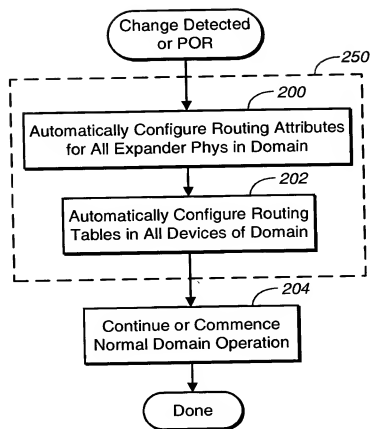 Change Detected
or POR
250
200
Automatically Configure Routing Attributes
for All Expander Phys in Domain
202
Automatically Configure Routing
Tables in All Devices of Domain
204
Continue or Commence
Normal Domain Operation
Done